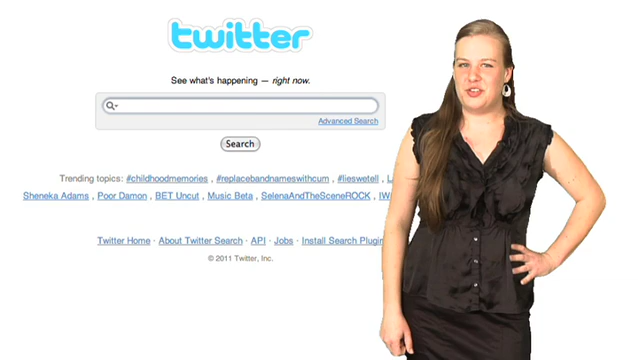 twitter
See what's happening — right now.
Advanced Search
Search
Trending topics: #childhoodmemories , #replacebandnameswithcum , #lieswetell ,
Sheneka Adams , Poor Damon , BET Uncut , Music Beta , SelenaAndTheSceneROCK ,
Twitter Home · About Twitter Search · API · Jobs · Install Search Plugin
© 2011 Twitter, Inc.